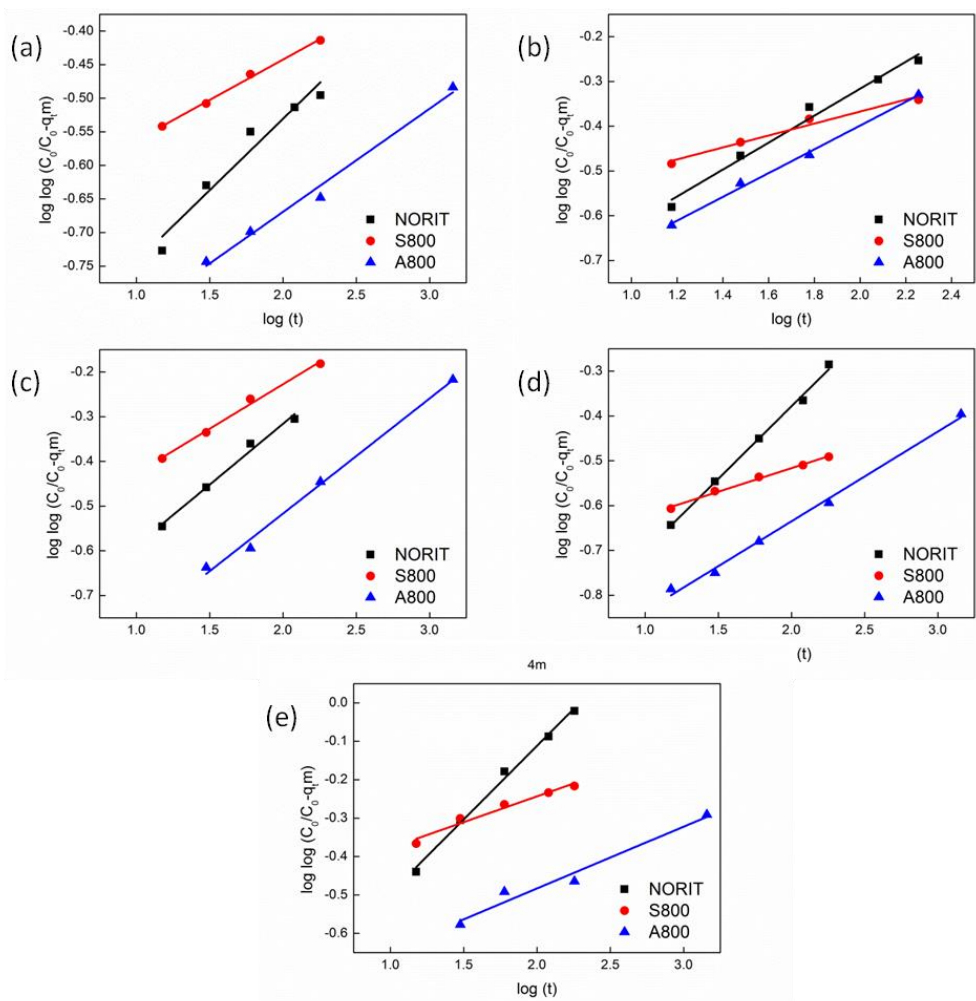 (a)
log log (C₀/C₀-qₜm)
-0.40
-0.45
-0.50
-0.55
-0.60
-0.65
-0.70
-0.75
NORIT
S800
A800
1.0 1.5 2.0 2.5 3.0
log (t)
(b)
log log (C₀/C₀-qₜm)
-0.2
-0.3
-0.4
-0.5
-0.6
-0.7
NORIT
S800
A800
1.0 1.2 1.4 1.6 1.8 2.0 2.2 2.4
log (t)
(c)
log log (C₀/C₀-qₜm)
-0.2
-0.3
-0.4
-0.5
-0.6
-0.7
NORIT
S800
A800
1.0 1.5 2.0 2.5 3.0
(d)
log log (C₀/C₀-qₜm)
-0.3
-0.4
-0.5
-0.6
-0.7
-0.8
NORIT
S800
A800
1.0 1.5 2.0 2.5 3.0
(t)
4m
(e)
log log (C₀/C₀-qₜm)
0.0
-0.1
-0.2
-0.3
-0.4
-0.5
-0.6
NORIT
S800
A800
1.0 1.5 2.0 2.5 3.0
log (t)